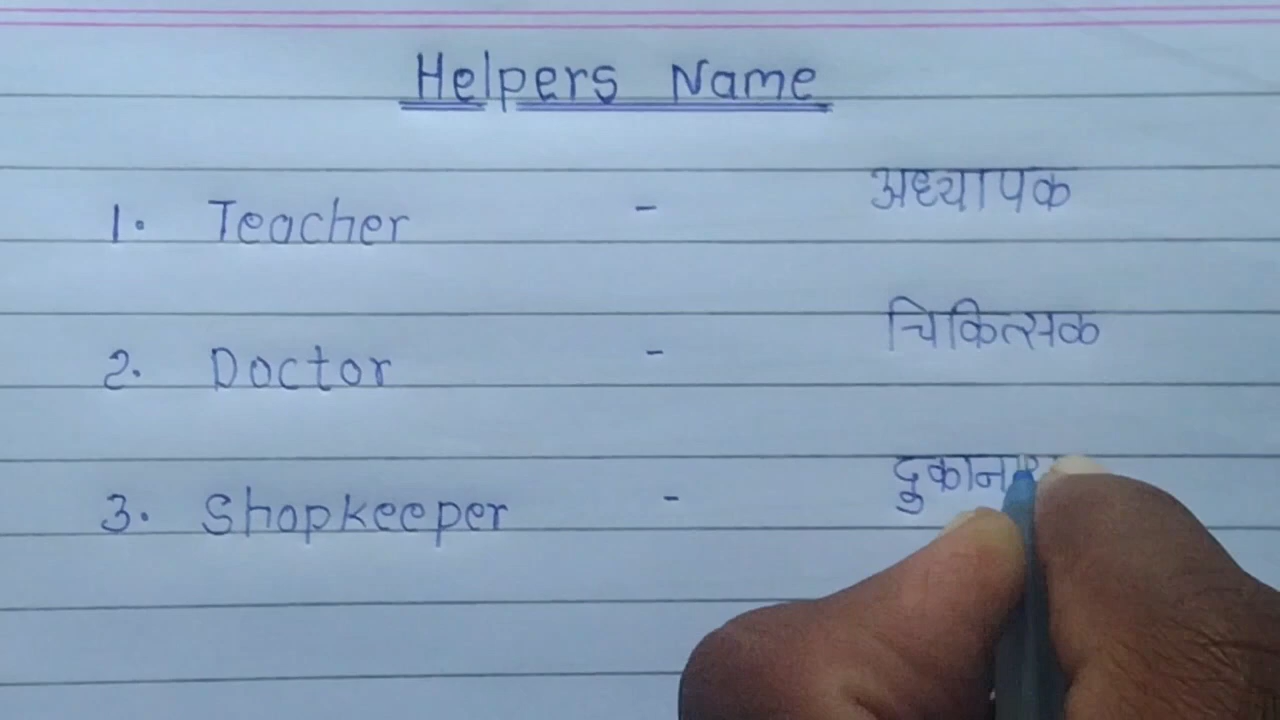 Helpers Name
1. Teacher - अध्यापक
2. Doctor - चिकित्सक
3. Shopkeeper -